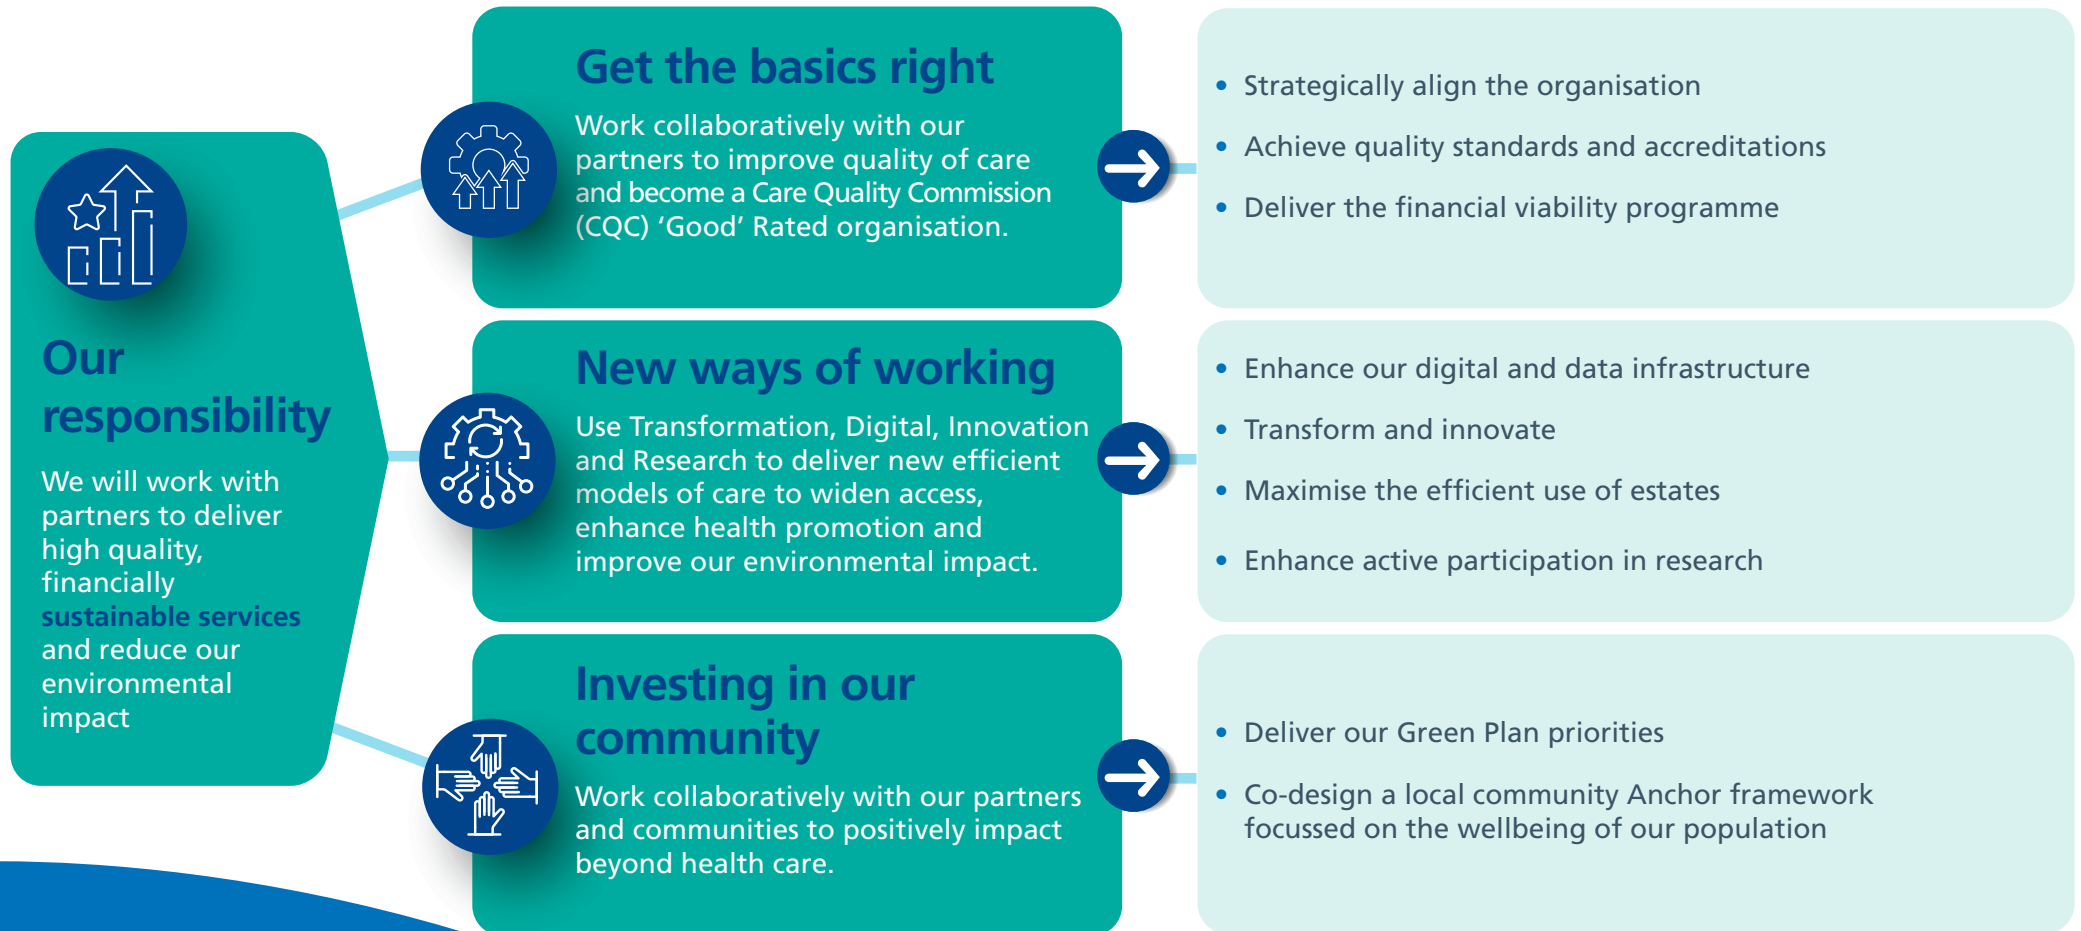 Our
responsibility
We will work with
partners to deliver
high quality,
financially
sustainable services
and reduce our
environmental
impact
Get the basics right
Work collaboratively with our
partners to improve quality of care
and become a Care Quality Commission
(CQC) ‘Good’ Rated organisation.
• Strategically align the organisation
• Achieve quality standards and accreditations
• Deliver the financial viability programme
New ways of working
Use Transformation, Digital, Innovation
and Research to deliver new efficient
models of care to widen access,
enhance health promotion and
improve our environmental impact.
• Enhance our digital and data infrastructure
• Transform and innovate
• Maximise the efficient use of estates
• Enhance active participation in research
Investing in our
community
Work collaboratively with our partners
and communities to positively impact
beyond health care.
• Deliver our Green Plan priorities
• Co-design a local community Anchor framework
focussed on the wellbeing of our population